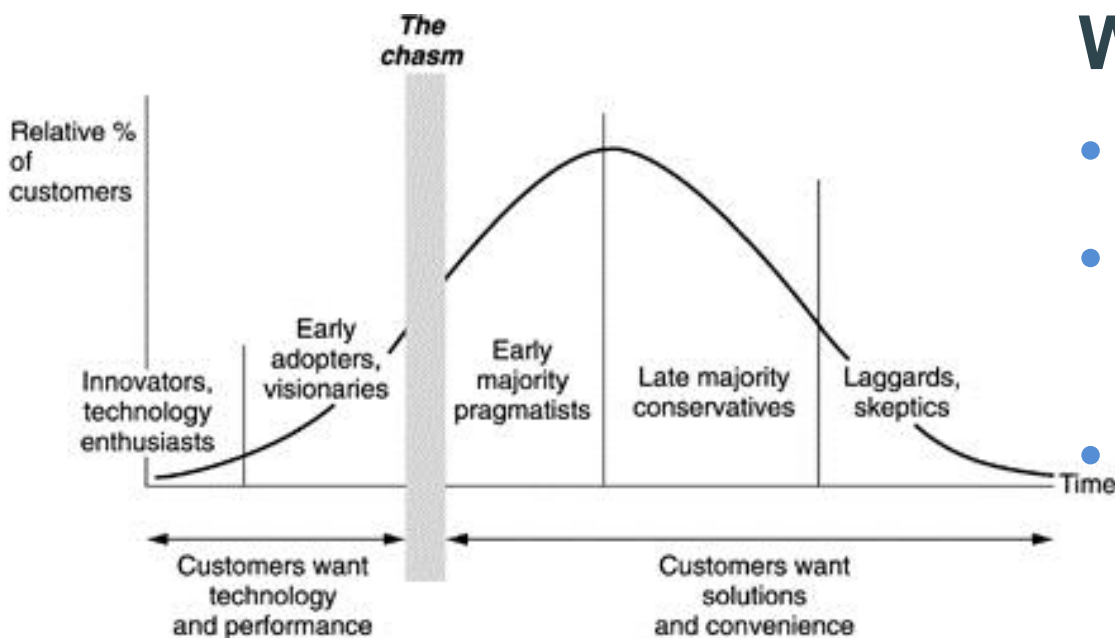 The
chasm
W
Relative %
of
customers
Innovators,
technology
enthusiasts
Early
adopters,
visionaries
Early
majority
pragmatists
Late majority
conservatives
Laggards,
skeptics
Time
Customers want
technology
and performance
Customers want
solutions
and convenience